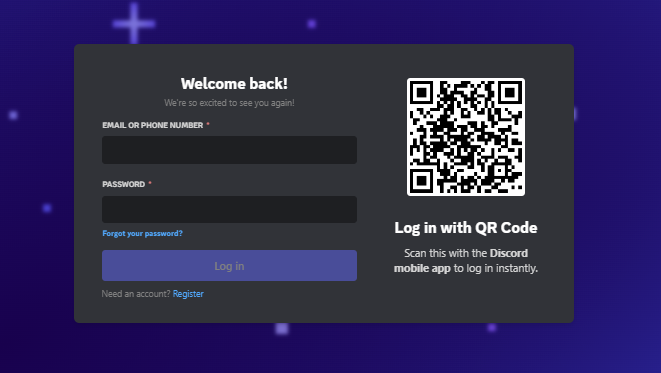 Welcome back!
We're so excited to see you again!
EMAIL OR PHONE NUMBER *
PASSWORD *
Forgot your password?
Log in
Need an account? Register
Log in with QR Code
Scan this with the Discord
mobile app to log in instantly.